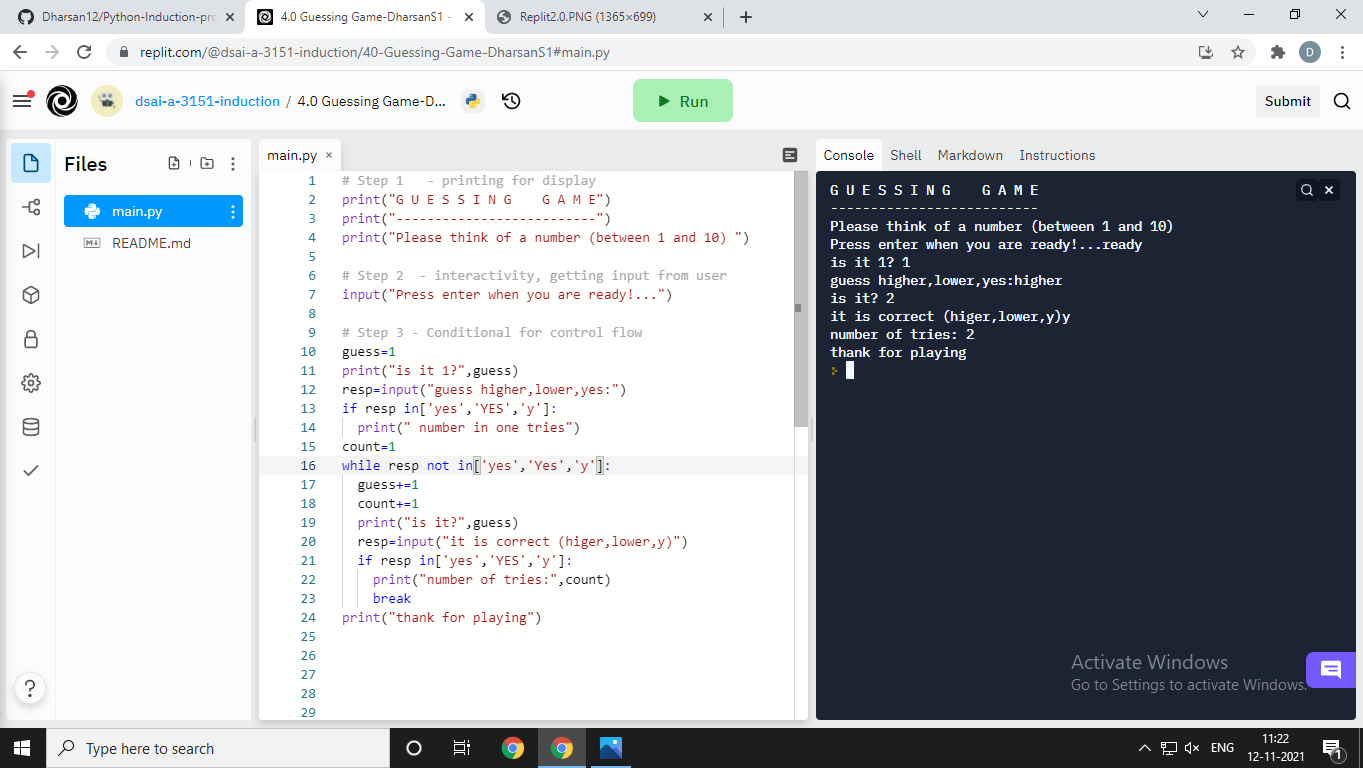 Dharsan12/Python-Induction-pro
4.0 Guessing Game-DharsanS1 -
Replit2.0.PNG (1365×699)
replit.com/@dsai-a-3151-induction/40-Guessing-Game-DharsanS1#main.py
D
dsai-a-3151-induction / 4.0 Guessing Game-D...
Run
Submit
Files
main.py
README.md
main.py
1 # Step 1   - printing for display
2 print("G U E S S I N G    G A M E")
3 print("--------------------------")
4 print("Please think of a number (between 1 and 10) ")
5
6 # Step 2  - interactivity, getting input from user
7 input("Press enter when you are ready!...")
8
9 # Step 3 - Conditional for control flow
10 guess=1
11 print("is it 1?",guess)
12 resp=input("guess higher,lower,yes:")
13 if resp in['yes','YES','y']:
14   print(" number in one tries")
15 count=1
16 while resp not in['yes','Yes','y']:
17   guess+=1
18   count+=1
19   print("is it?",guess)
20   resp=input("it is correct (higer,lower,y)")
21   if resp in['yes','YES','y']:
22     print("number of tries:",count)
23     break
24 print("thank for playing")
25
26
27
28
29
Console Shell Markdown Instructions
G U E S S I N G    G A M E
--------------------------
Please think of a number (between 1 and 10)
Press enter when you are ready!...ready
is it 1? 1
guess higher,lower,yes:higher
is it? 2
it is correct (higer,lower,y)y
number of tries: 2
thank for playing
Activate Windows
Go to Settings to activate Windows.
?
Type here to search
ENG
11:22
12-11-2021
1